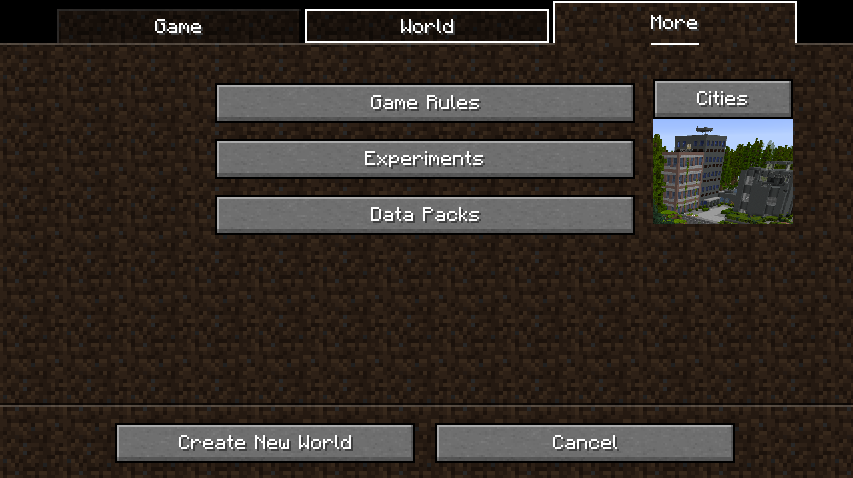 Game
World
More
Game Rules
Cities
Experiments
Data Packs
Create New World
Cancel